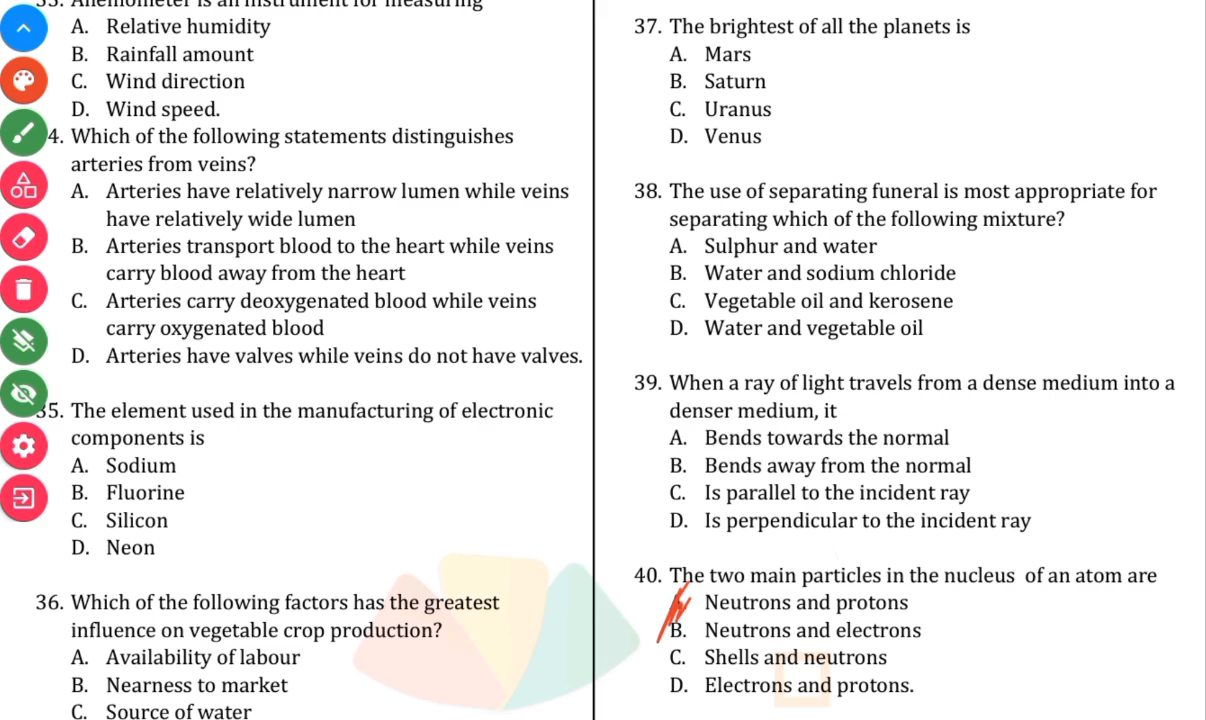 33. Anemometer is an instrument for measuring
A. Relative humidity
B. Rainfall amount
C. Wind direction
D. Wind speed.
4. Which of the following statements distinguishes
arteries from veins?
A. Arteries have relatively narrow lumen while veins
have relatively wide lumen
B. Arteries transport blood to the heart while veins
carry blood away from the heart
C. Arteries carry deoxygenated blood while veins
carry oxygenated blood
D. Arteries have valves while veins do not have valves.
35. The element used in the manufacturing of electronic
components is
A. Sodium
B. Fluorine
C. Silicon
D. Neon
36. Which of the following factors has the greatest
influence on vegetable crop production?
A. Availability of labour
B. Nearness to market
C. Source of water
37. The brightest of all the planets is
A. Mars
B. Saturn
C. Uranus
D. Venus
38. The use of separating funeral is most appropriate for
separating which of the following mixture?
A. Sulphur and water
B. Water and sodium chloride
C. Vegetable oil and kerosene
D. Water and vegetable oil
39. When a ray of light travels from a dense medium into a
denser medium, it
A. Bends towards the normal
B. Bends away from the normal
C. Is parallel to the incident ray
D. Is perpendicular to the incident ray
40. The two main particles in the nucleus of an atom are
A. Neutrons and protons
B. Neutrons and electrons
C. Shells and neutrons
D. Electrons and protons.